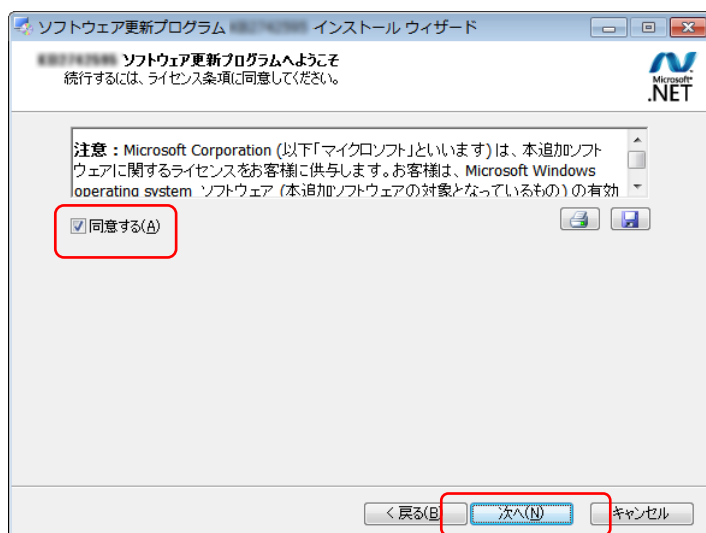 ソフトウェア更新プログラム インストール ウィザード
ソフトウェア更新プログラムへようこそ
続行するには、ライセンス条項に同意してください。
Microsoft
.NET
注意：Microsoft Corporation (以下「マイクロソフト」といいます) は、本追加ソフト
ウェアに関するライセンスをお客様に供与します。お客様は、Microsoft Windows
operating system ソフトウェア (本追加ソフトウェアの対象となっているもの) の有効
同意する(A)
< 戻る(B
次へ(N)
キャンセル